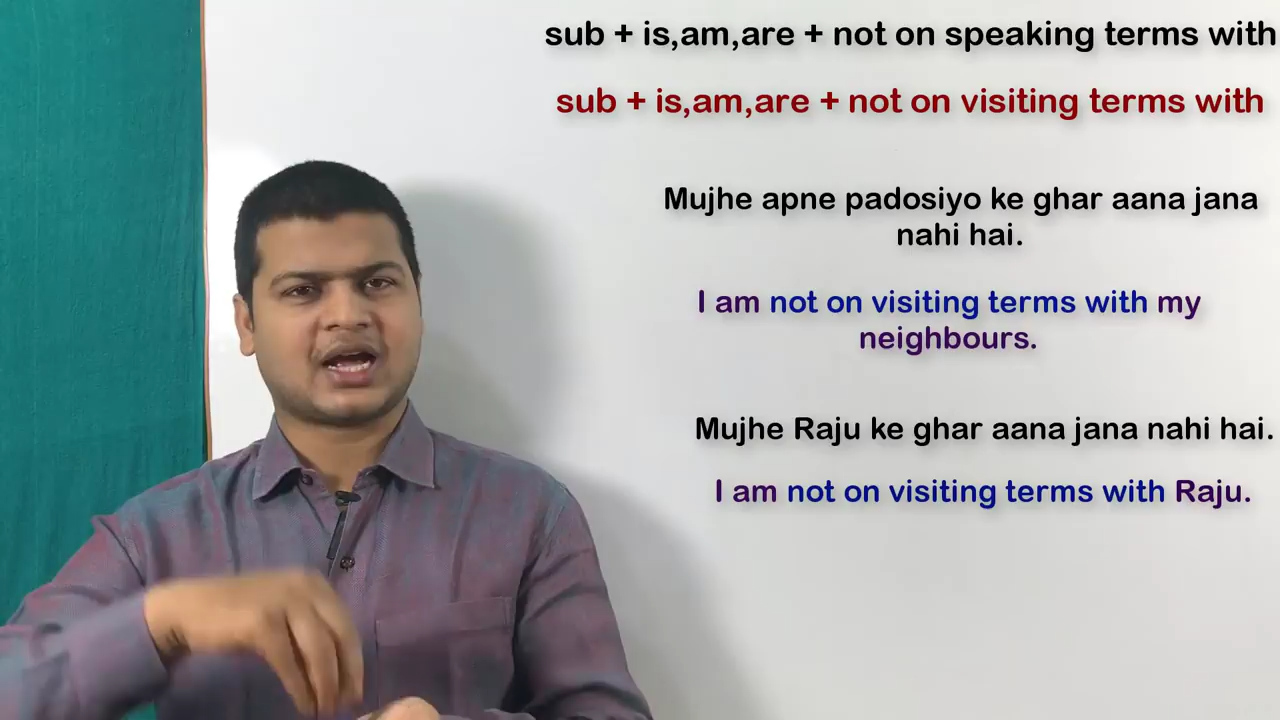 sub + is,am,are + not on speaking terms with
sub + is,am,are + not on visiting terms with
Mujhe apne padosiyo ke ghar aana jana
nahi hai.
I am not on visiting terms with my
neighbours.
Mujhe Raju ke ghar aana jana nahi hai.
I am not on visiting terms with Raju.